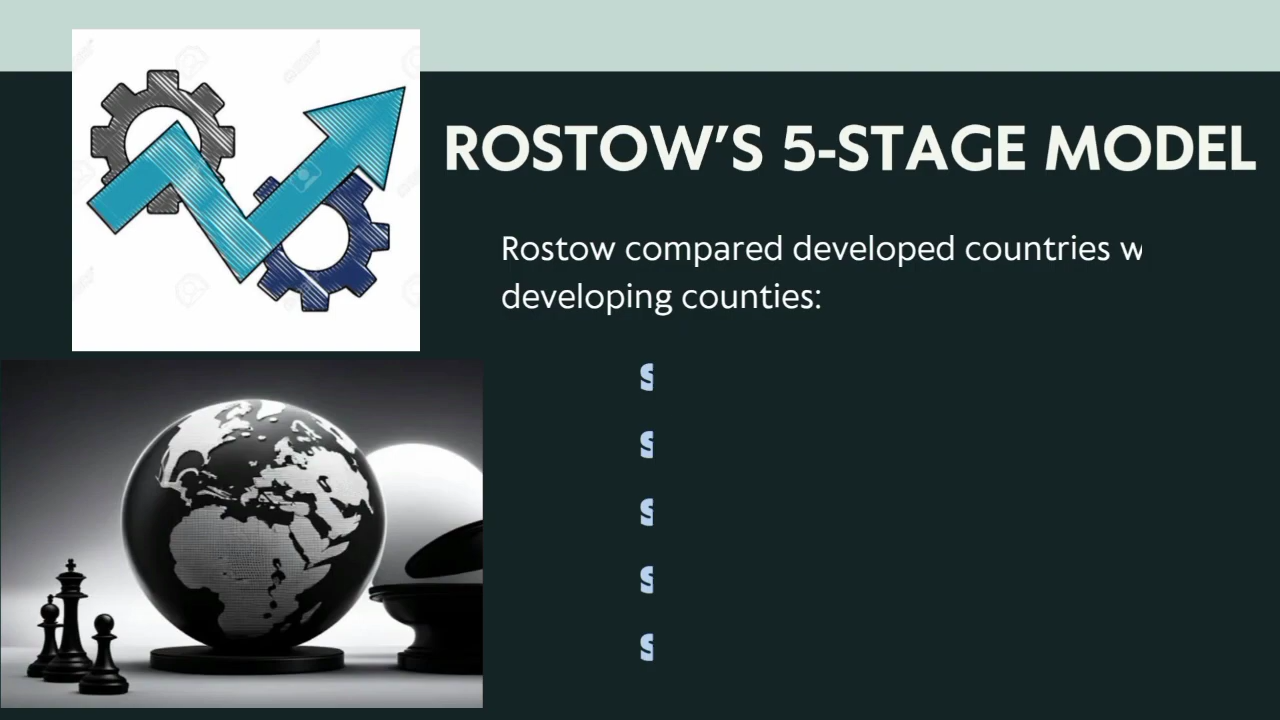 ROSTOW'S 5-STAGE MODEL
Rostow compared developed countries w
developing counties:
S
S
S
S
S